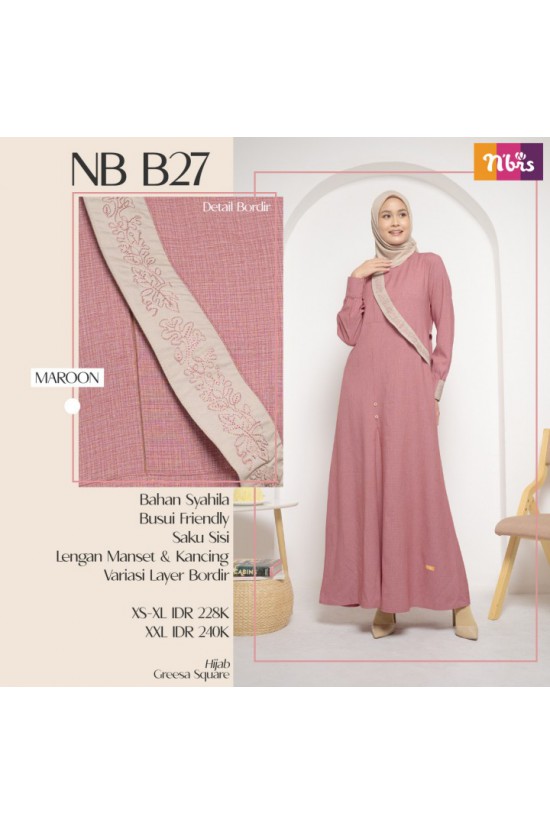 NB B27
Nbrs
Detail Bordir
MAROON
Bahan Syahila
Busui Friendly
Saku Sisi
Lengan Manset & Kancing
Variasi Layer Bordir
XS-XL IDR 228K
XXL IDR 240K
Hijab
Greesa Square